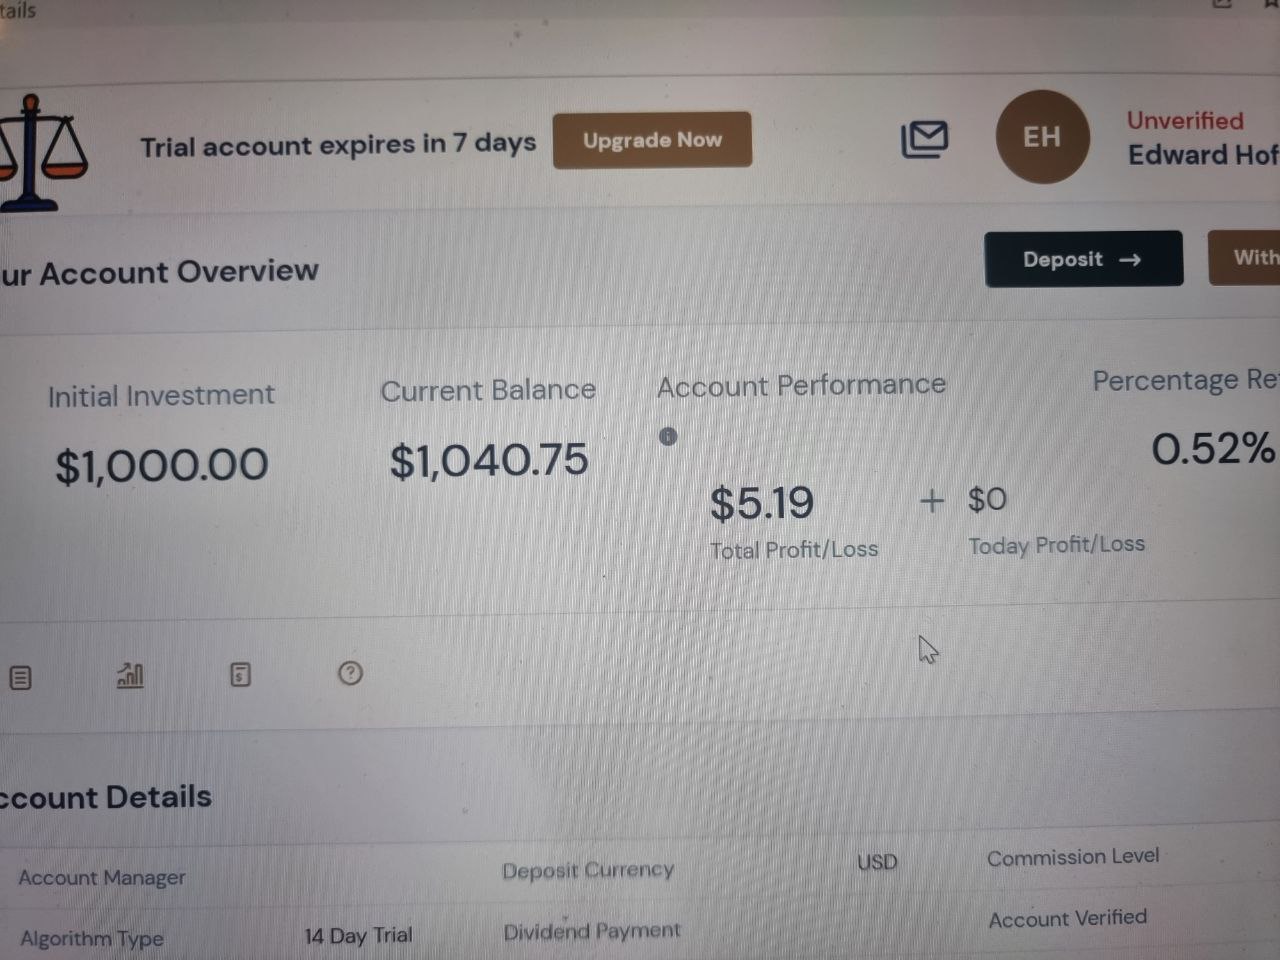 tails
Trial account expires in 7 days
Upgrade Now
EH
Unverified
Edward Hof
ur Account Overview
Deposit →
With
Initial Investment
$1,000.00
Current Balance
$1,040.75
Account Performance
$5.19
Total Profit/Loss
+
$0
Today Profit/Loss
Percentage Re
0.52%
ccount Details
Account Manager
Deposit Currency
USD
Commission Level
Algorithm Type
14 Day Trial
Dividend Payment
Account Verified